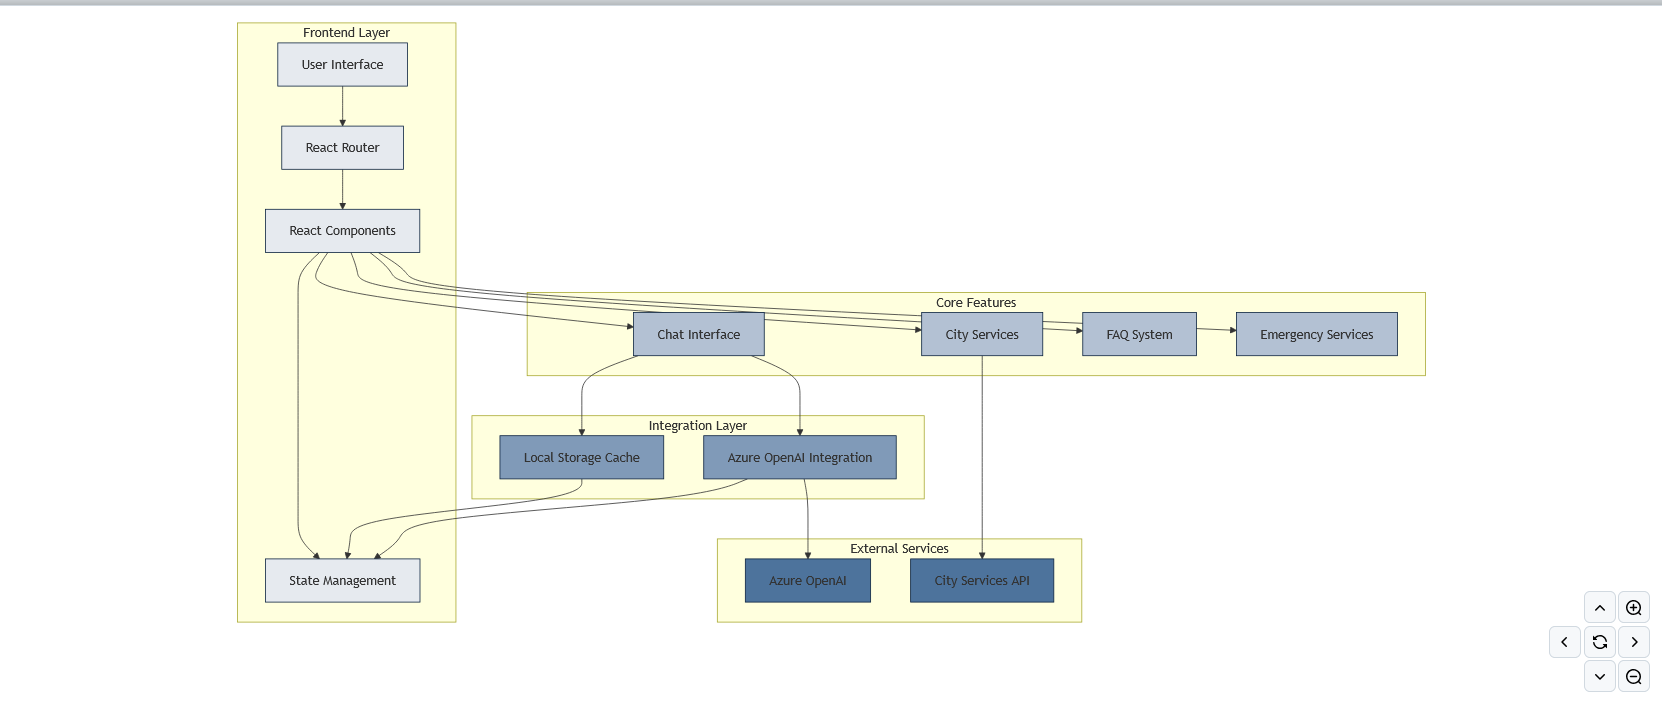 Frontend Layer
User Interface
React Router
React Components
Core Features
Chat Interface
City Services
FAQ System
Emergency Services
Integration Layer
Local Storage Cache
Azure OpenAI Integration
External Services
State Management
Azure OpenAI
City Services API